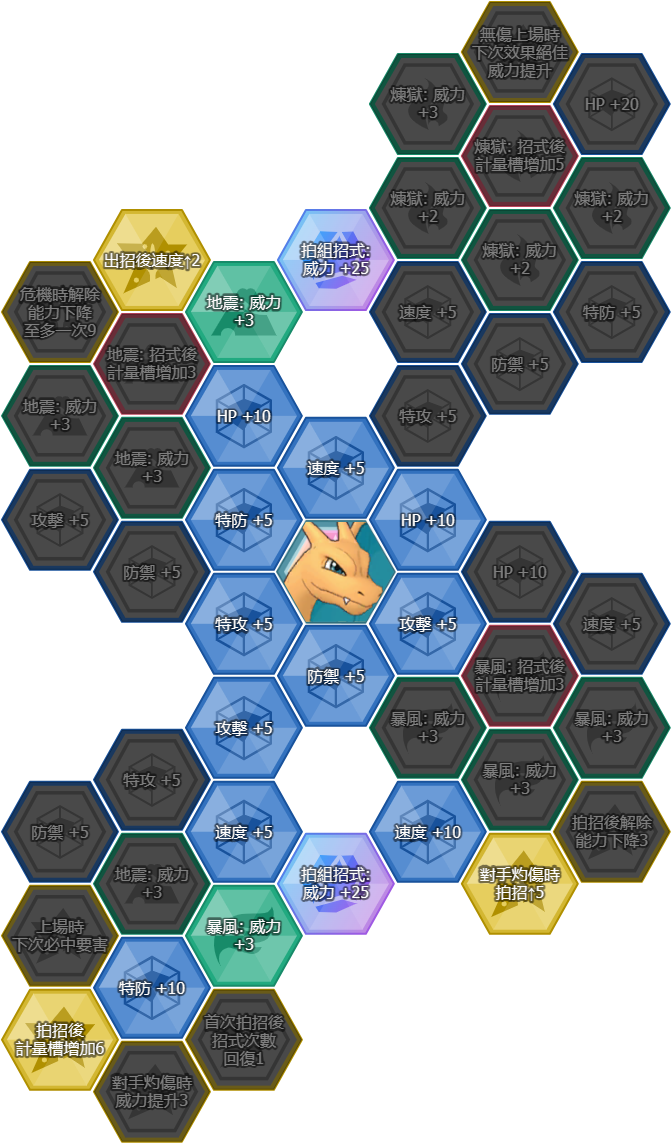 無傷上場時
下次效果絕佳
威力提升
煉獄: 威力
+3
HP +20
煉獄: 招式後
計量槽增加5
煉獄: 威力
+2
煉獄: 威力
+2
出招後速度↑2
拍組招式:
威力 +25
煉獄: 威力
+2
危機時解除
能力下降
至多一次9
地震: 威力
+3
速度 +5
特防 +5
地震: 招式後
計量槽增加3
防禦 +5
地震: 威力
+3
HP +10
特攻 +5
地震: 威力
+3
速度 +5
攻擊 +5
特防 +5
HP +10
防禦 +5
HP +10
特攻 +5
攻擊 +5
速度 +5
防禦 +5
暴風: 招式後
計量槽增加3
攻擊 +5
暴風: 威力
+3
暴風: 威力
+3
特攻 +5
暴風: 威力
+3
防禦 +5
速度 +5
速度 +10
拍招後解除
能力下降3
地震: 威力
+3
拍組招式:
威力 +25
對手灼傷時
拍招↑5
上場時
下次必中要害
暴風: 威力
+3
特防 +10
拍招後
計量槽增加6
首次拍招後
招式次數
回復1
對手灼傷時
威力提升3